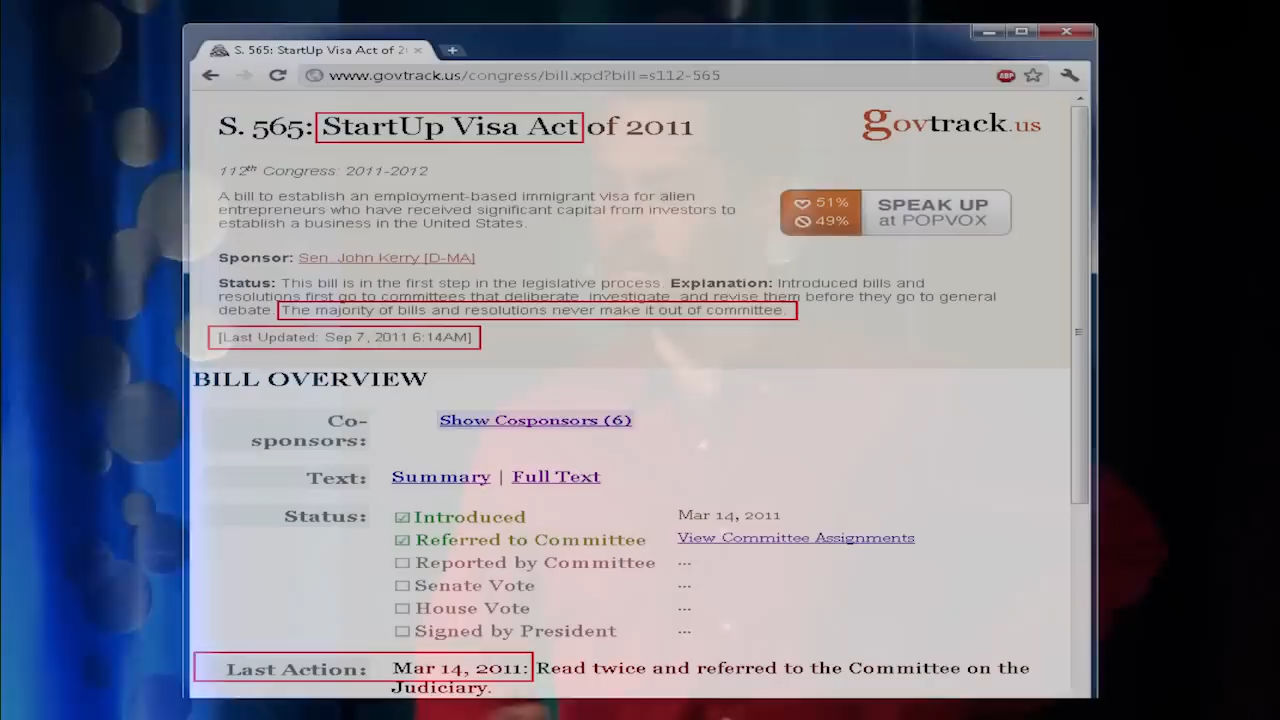 S. 565: StartUp Visa Act of 2
www.govtrack.us/congress/bill.xpd?bill=s112-565
ABP
S. 565: StartUp Visa Act of 2011
govtrack.us
112th Congress: 2011-2012
A bill to establish an employment-based immigrant visa for alien
entrepreneurs who have received significant capital from investors to
establish a business in the United States.
51%
49%
SPEAK UP
at POPVOX
Sponsor: Sen. John Kerry [D-MA]
Status: This bill is in the first step in the legislative process. Explanation: Introduced bills and
resolutions first go to committees that deliberate, investigate, and revise them before they go to general
debate. The majority of bills and resolutions never make it out of committee.
[Last Updated: Sep 7, 2011 6:14AM]
BILL OVERVIEW
Co-
sponsors:
Show Cosponsors (6)
Text: Summary | Full Text
Status: Introduced Mar 14, 2011
Referred to Committee View Committee Assignments
Reported by Committee ...
Senate Vote ...
House Vote ...
Signed by President ...
Last Action: Mar 14, 2011: Read twice and referred to the Committee on the
Judiciary.